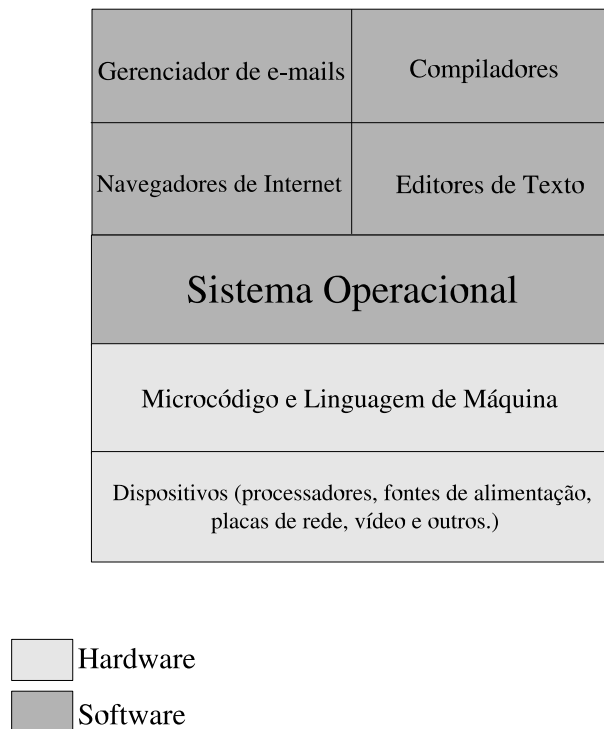 Gerenciador de e-mails
Compiladores
Navegadores de Internet
Editores de Texto
Sistema Operacional
Microcódigo e Linguagem de Máquina
Dispositivos (processadores, fontes de alimentação,
placas de rede, vídeo e outros.)
Hardware
Software